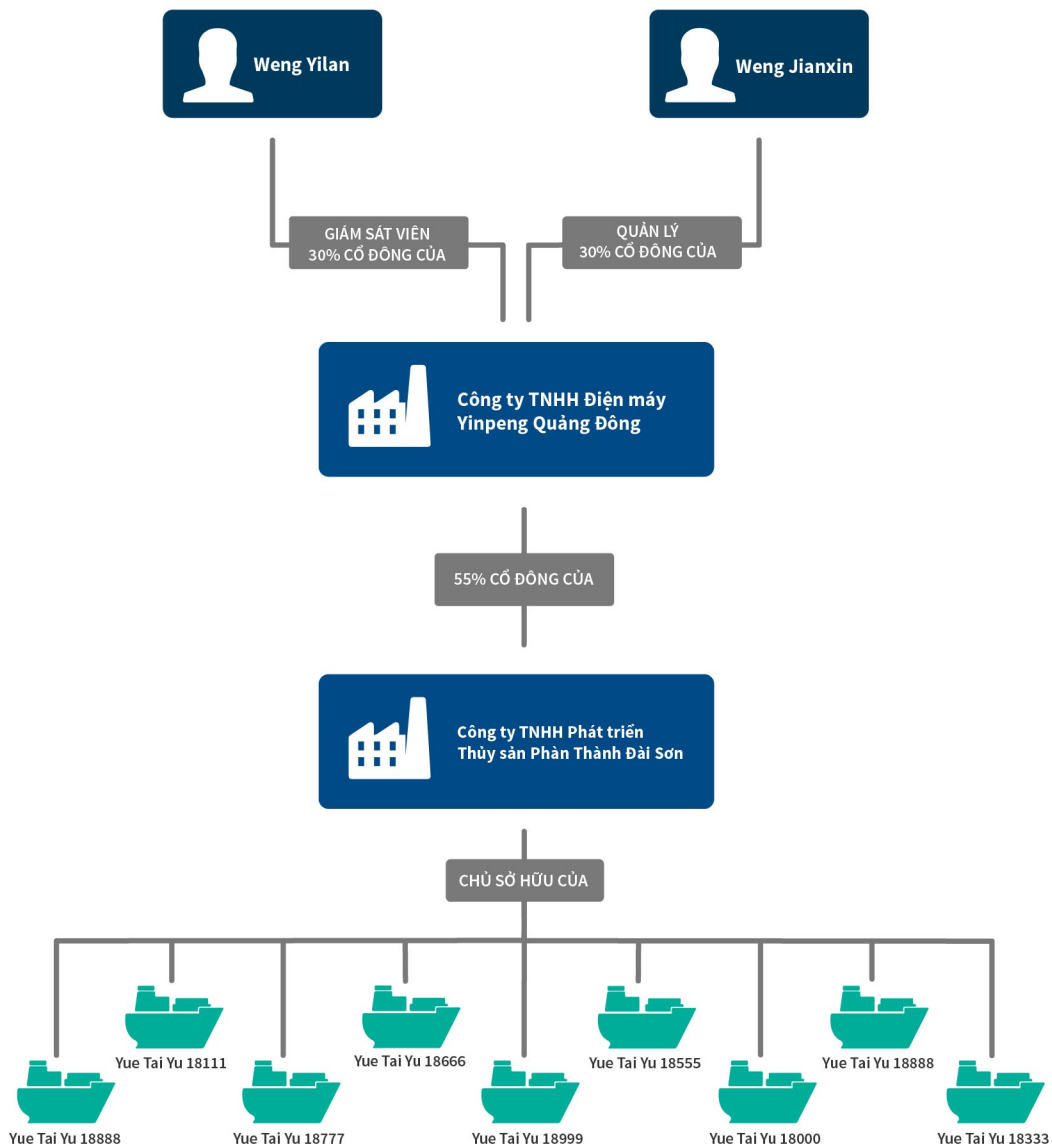 Weng Yilan
Weng Jianxin
GIÁM SÁT VIÊN
30% CỔ ĐÔNG CỦA
QUẢN LÝ
30% CỔ ĐÔNG CỦA
Công ty TNHH Điện máy
Yinpeng Quảng Đông
55% CỔ ĐÔNG CỦA
Công ty TNHH Phát triển
Thủy sản Phàn Thành Đài Sơn
CHỦ SỞ HỮU CỦA
Yue Tai Yu 18111
Yue Tai Yu 18666
Yue Tai Yu 18555
Yue Tai Yu 18888
Yue Tai Yu 18888
Yue Tai Yu 18777
Yue Tai Yu 18999
Yue Tai Yu 18000
Yue Tai Yu 18333